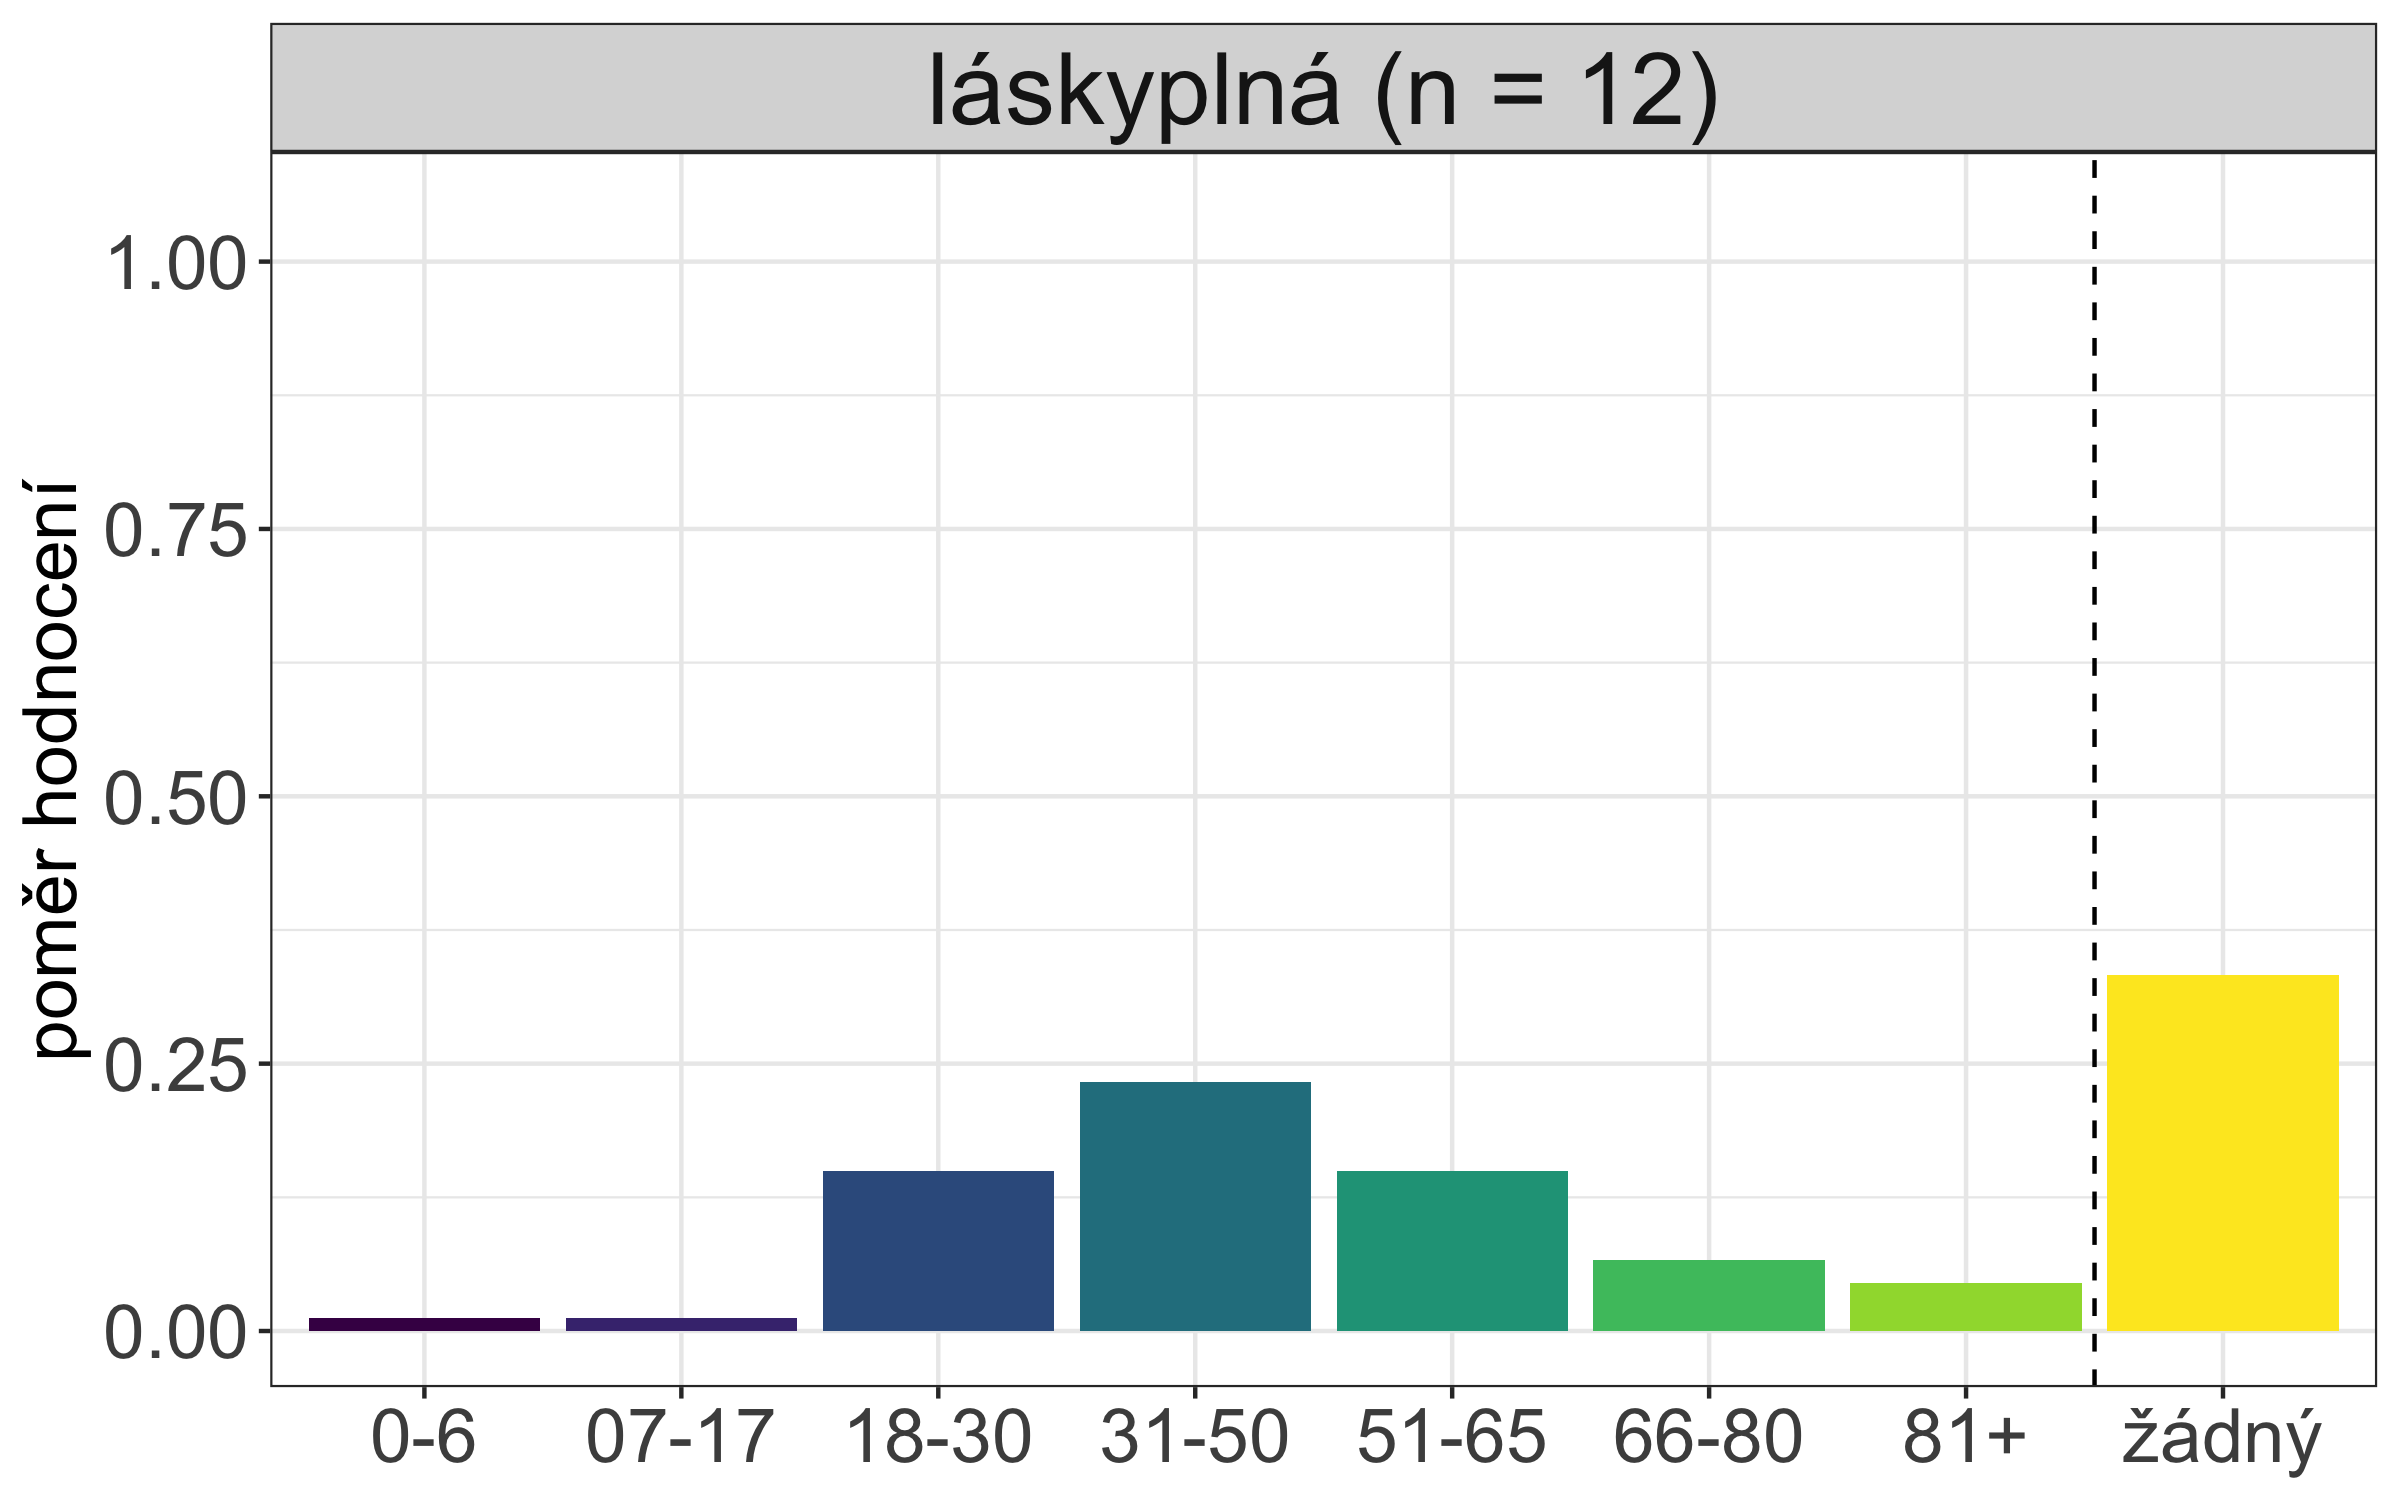 láskyplná (n = 12)
poměr hodnocení
1.00
0.75
0.50
0.25
0.00
0-6 07-17 18-30 31-50 51-65 66-80 81+ žádný